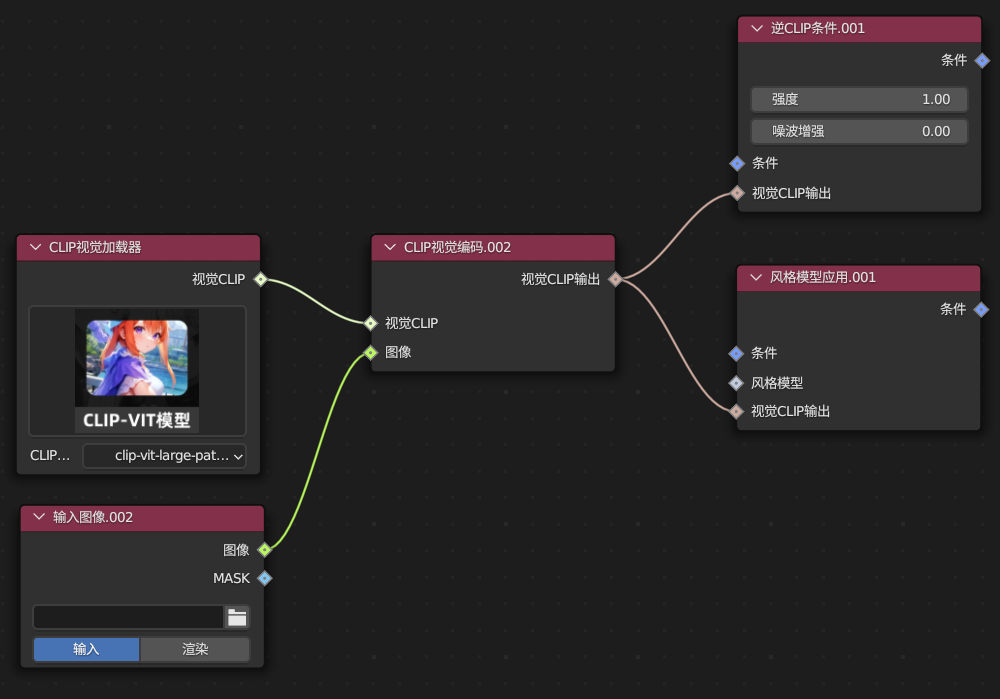 逆CLIP条件.001
条件
强度 1.00
噪波增强 0.00
条件
视觉CLIP输出
CLIP视觉加载器
视觉CLIP
CLIP-VIT模型
CLIP... clip-vit-large-pat...
CLIP视觉编码.002
视觉CLIP输出
视觉CLIP
图像
风格模型应用.001
条件
条件
风格模型
视觉CLIP输出
输入图像.002
图像
MASK
输入 渲染